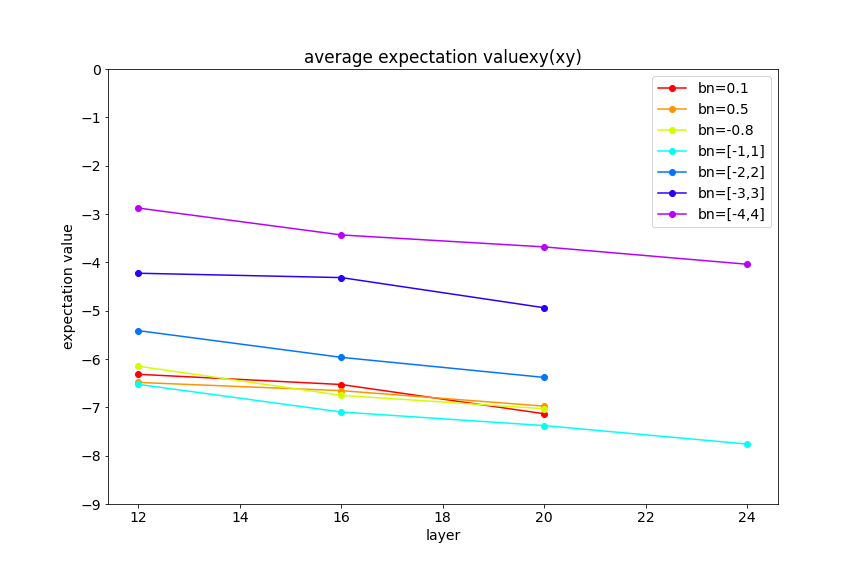 average expectation valuexy(xy)
0
−1
−2
−3
−4
−5
−6
−7
−8
−9
expectation value
bn=0.1
bn=0.5
bn=-0.8
bn=[-1,1]
bn=[-2,2]
bn=[-3,3]
bn=[-4,4]
12 14 16 18 20 22 24
layer